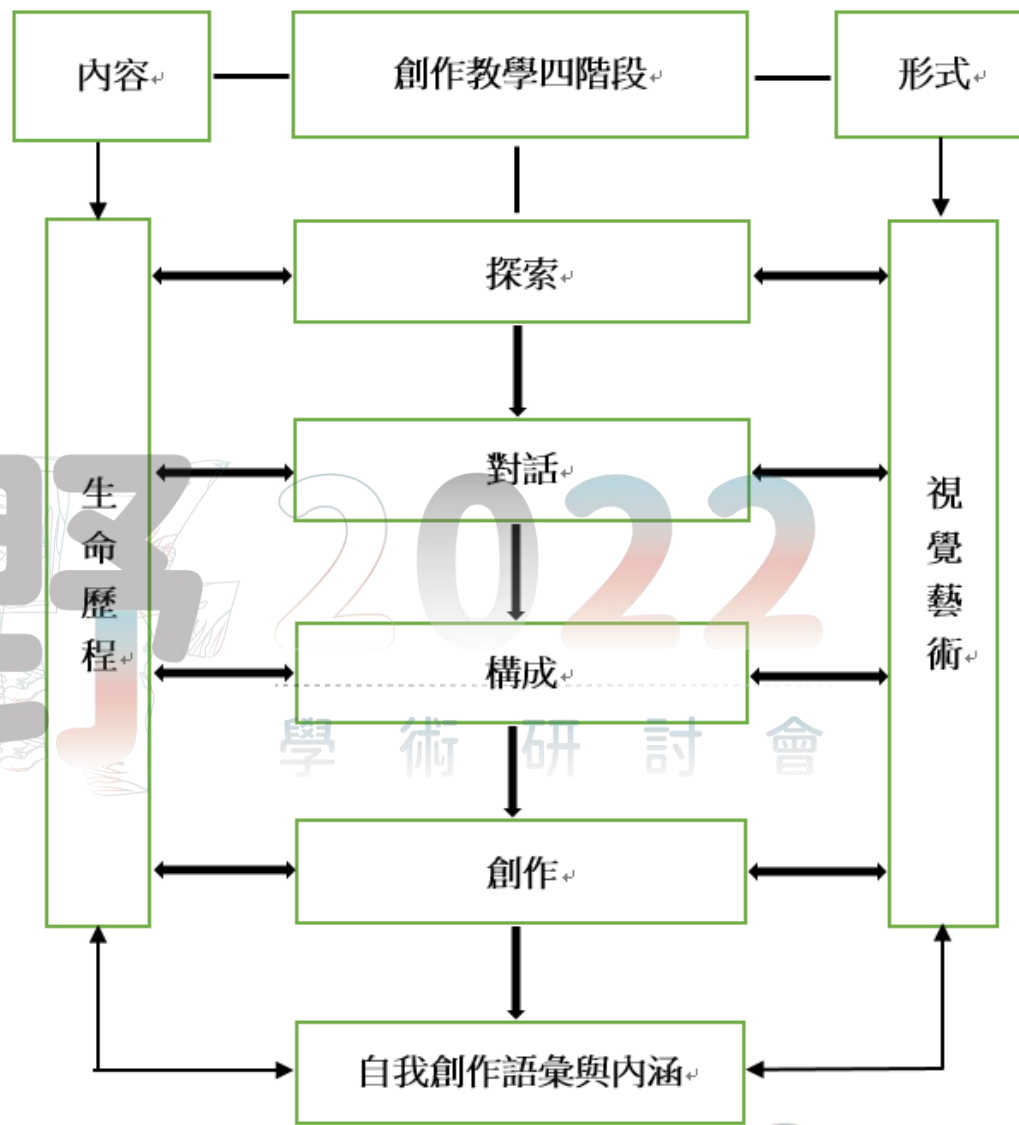 內容
創作教學四階段
形式
探索
對話
構成
創作
自我創作語彙與內涵
生命歷程
視覺藝術
2022
學術研討會